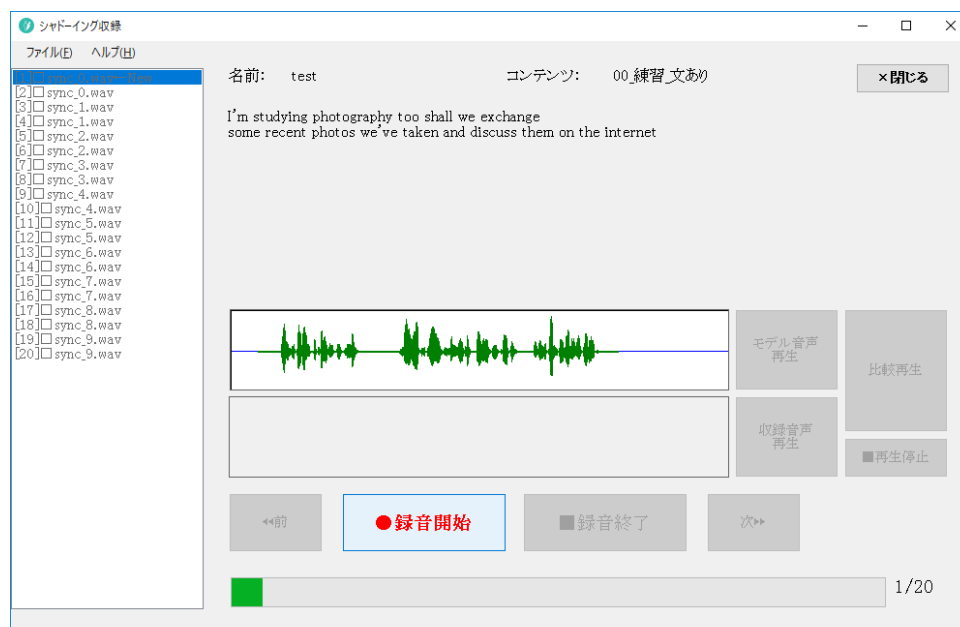 シャドーイング収録
ファイル(F) ヘルプ(H)
[1]□sync_0.wav--New
[2]□sync_0.wav
[3]□sync_1.wav
[4]□sync_1.wav
[5]□sync_2.wav
[6]□sync_2.wav
[7]□sync_3.wav
[8]□sync_3.wav
[9]□sync_4.wav
[10]□sync_4.wav
[11]□sync_5.wav
[12]□sync_5.wav
[13]□sync_6.wav
[14]□sync_6.wav
[15]□sync_7.wav
[16]□sync_7.wav
[17]□sync_8.wav
[18]□sync_8.wav
[19]□sync_9.wav
[20]□sync_9.wav
名前: test コンテンツ: 00_練習_文あり ×閉じる
I'm studying photography too shall we exchange
some recent photos we've taken and discuss them on the internet
モデル音声
再生
比較再生
収録音声
再生
■再生停止
◀◀前 ●録音開始 ■録音終了 次▶▶
1/20